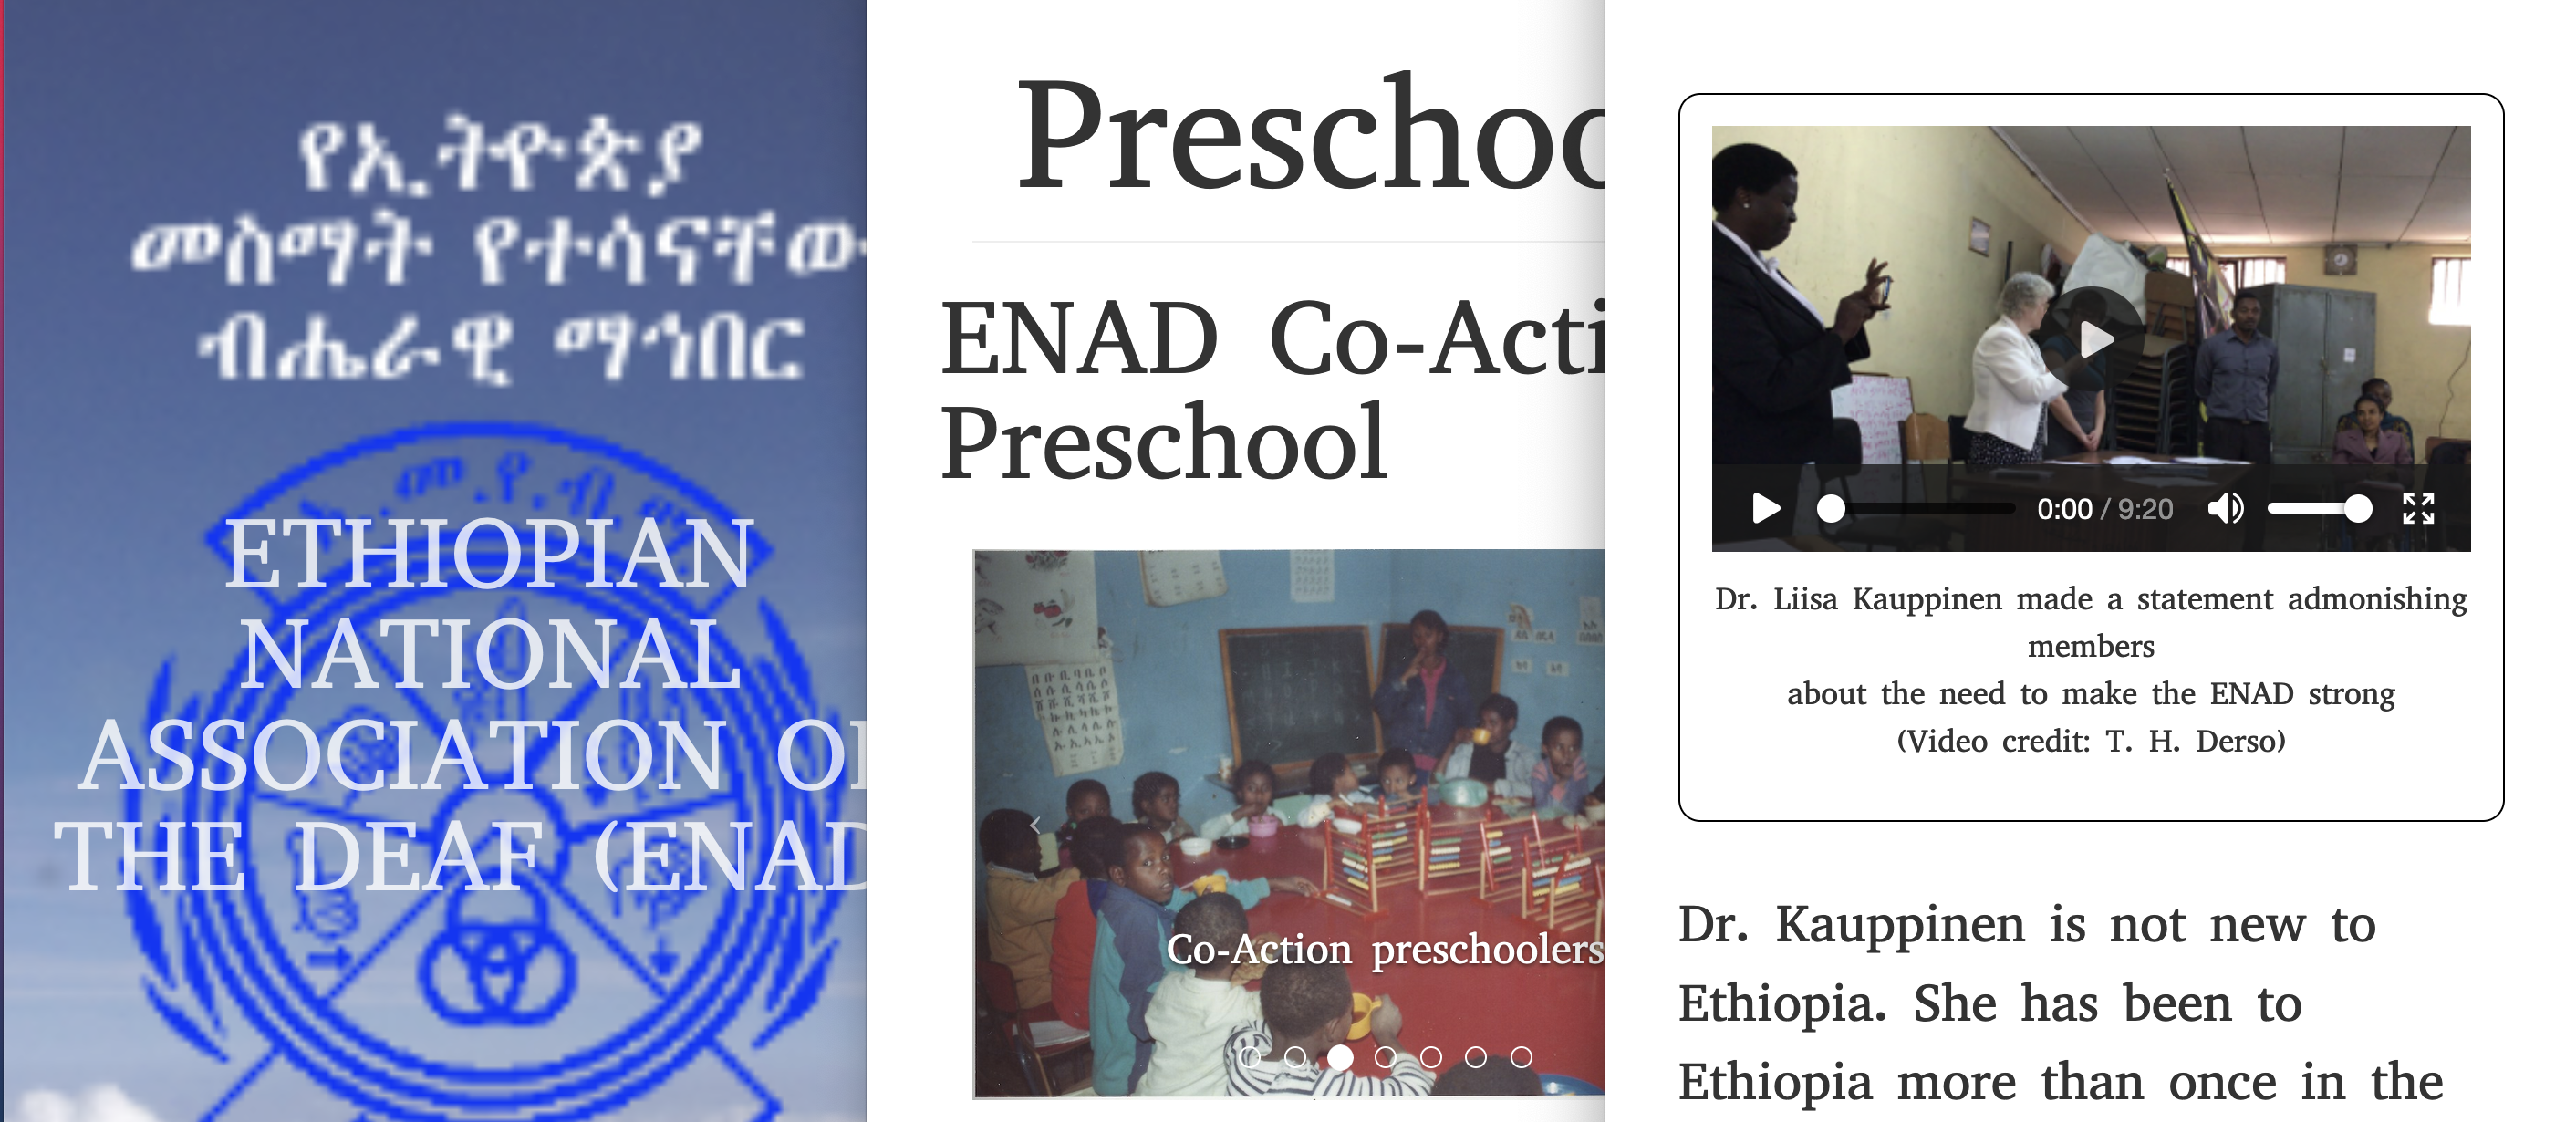 የኢትዮጵያ
መስማት የተሳናቸው
ብሔራዊ ማኅበር
ETHIOPIAN
NATIONAL
ASSOCIATION OF
THE DEAF (ENAD
Preschoo
ENAD Co-Acti
Preschool
Co-Action preschoolers
0:00 / 9:20
Dr. Liisa Kauppinen made a statement admonishing
members
about the need to make the ENAD strong
(Video credit: T. H. Derso)
Dr. Kauppinen is not new to
Ethiopia. She has been to
Ethiopia more than once in the